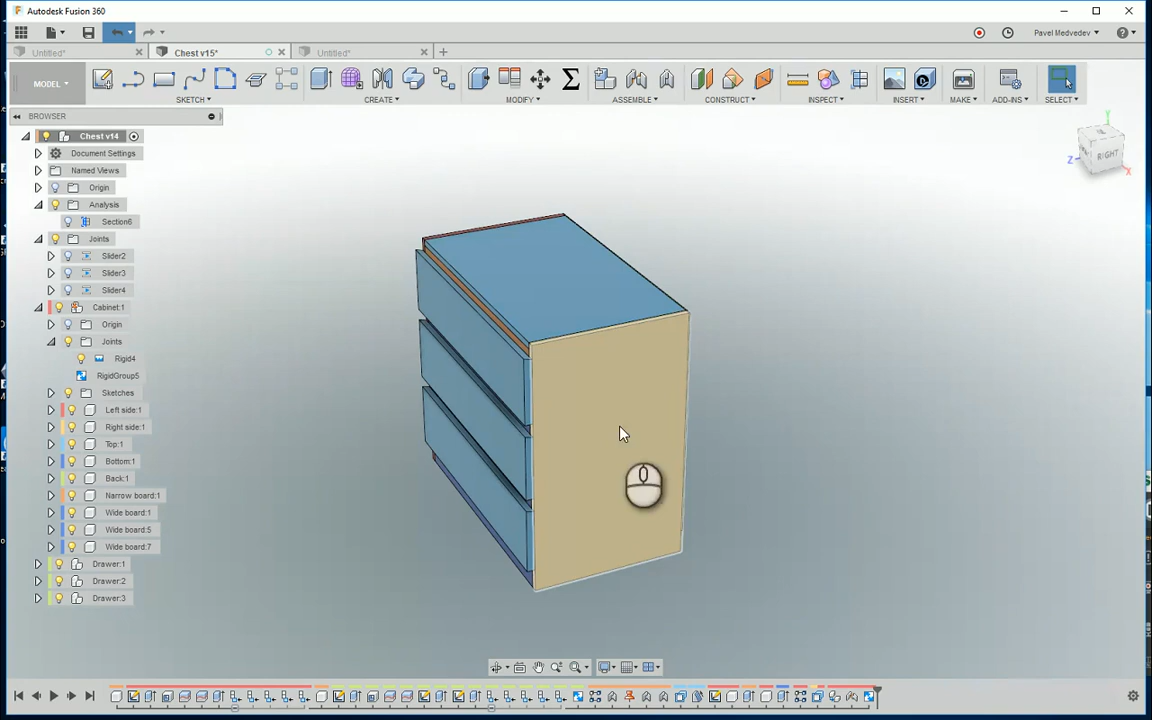 Autodesk Fusion 360
Pavel Medvedev
Untitled*
Chest v15*
Untitled*
MODEL
SKETCH
CREATE
MODIFY
ASSEMBLE
CONSTRUCT
INSPECT
INSERT
MAKE
ADD-INS
SELECT
BROWSER
Chest v14
Document Settings
Named Views
Origin
Analysis
Section6
Joints
Slider2
Slider3
Slider4
Cabinet:1
Origin
Joints
Rigid4
RigidGroup5
Sketches
Left side:1
Right side:1
Top:1
Bottom:1
Back:1
Narrow board:1
Wide board:1
Wide board:5
Wide board:7
Drawer:1
Drawer:2
Drawer:3
Y
Z
X
RIGHT